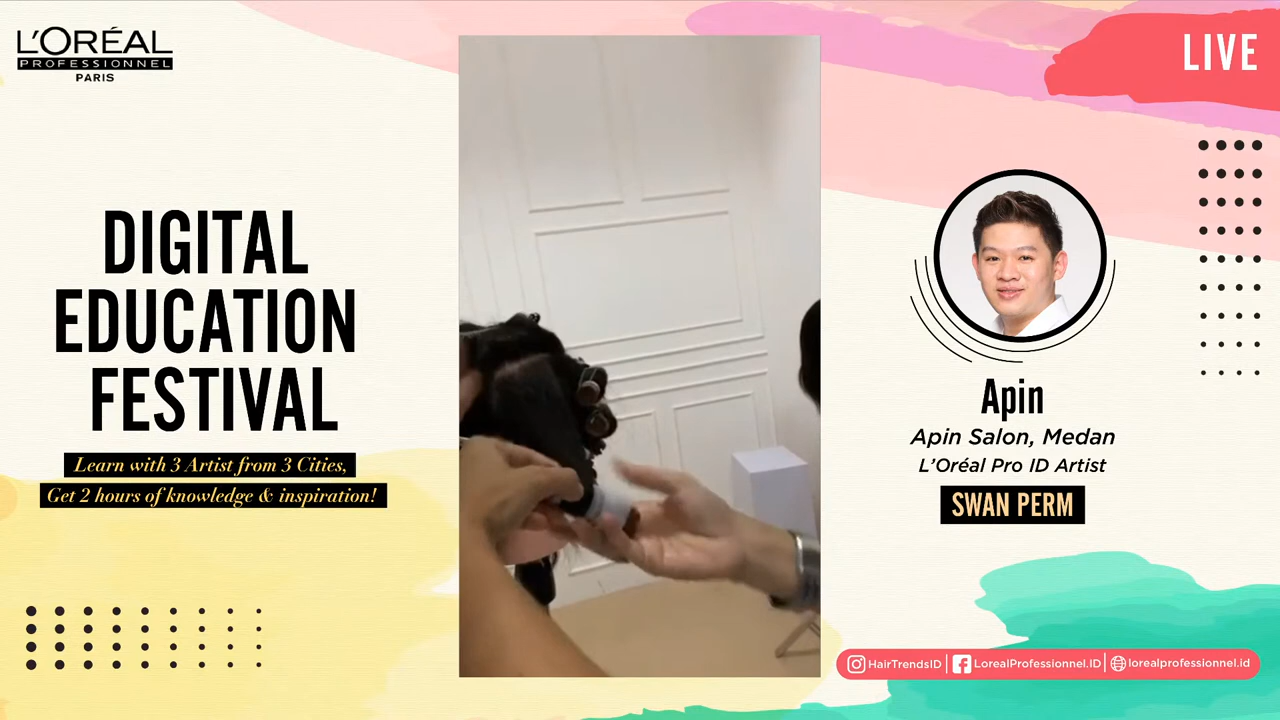 L'ORÉAL
PROFESSIONNEL
PARIS
LIVE
DIGITAL
EDUCATION
FESTIVAL
Learn with 3 Artist from 3 Cities,
Get 2 hours of knowledge & inspiration!
Apin
Apin Salon, Medan
L'Oréal Pro ID Artist
SWAN PERM
HairTrendsID | LorealProfessionnel.ID | lorealprofessionnel.id